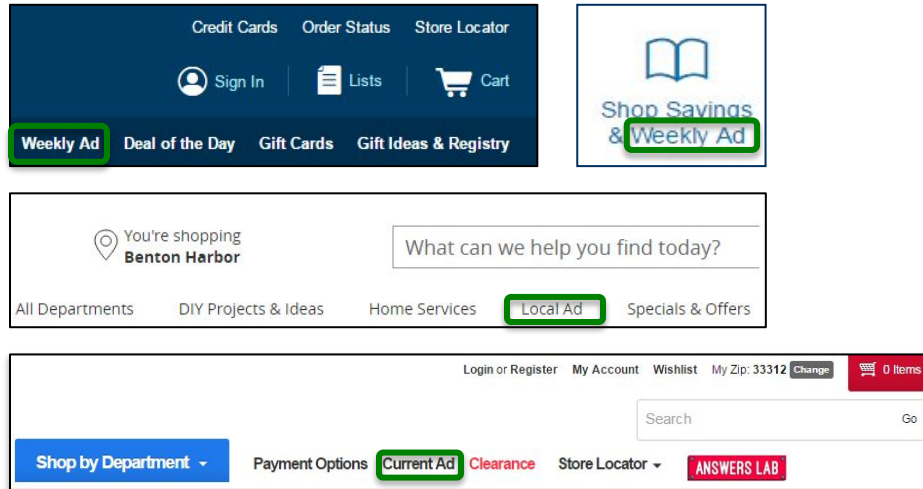 Credit Cards Order Status Store Locator
Sign In Lists Cart
Weekly Ad Deal of the Day Gift Cards Gift Ideas & Registry
Shop Savings
& Weekly Ad
You're shopping
Benton Harbor
What can we help you find today?
All Departments DIY Projects & Ideas Home Services Local Ad Specials & Offers
Login or Register My Account Wishlist My Zip: 33312 Change 0 Items
Search Go
Shop by Department Payment Options Current Ad Clearance Store Locator ANSWERS LAB